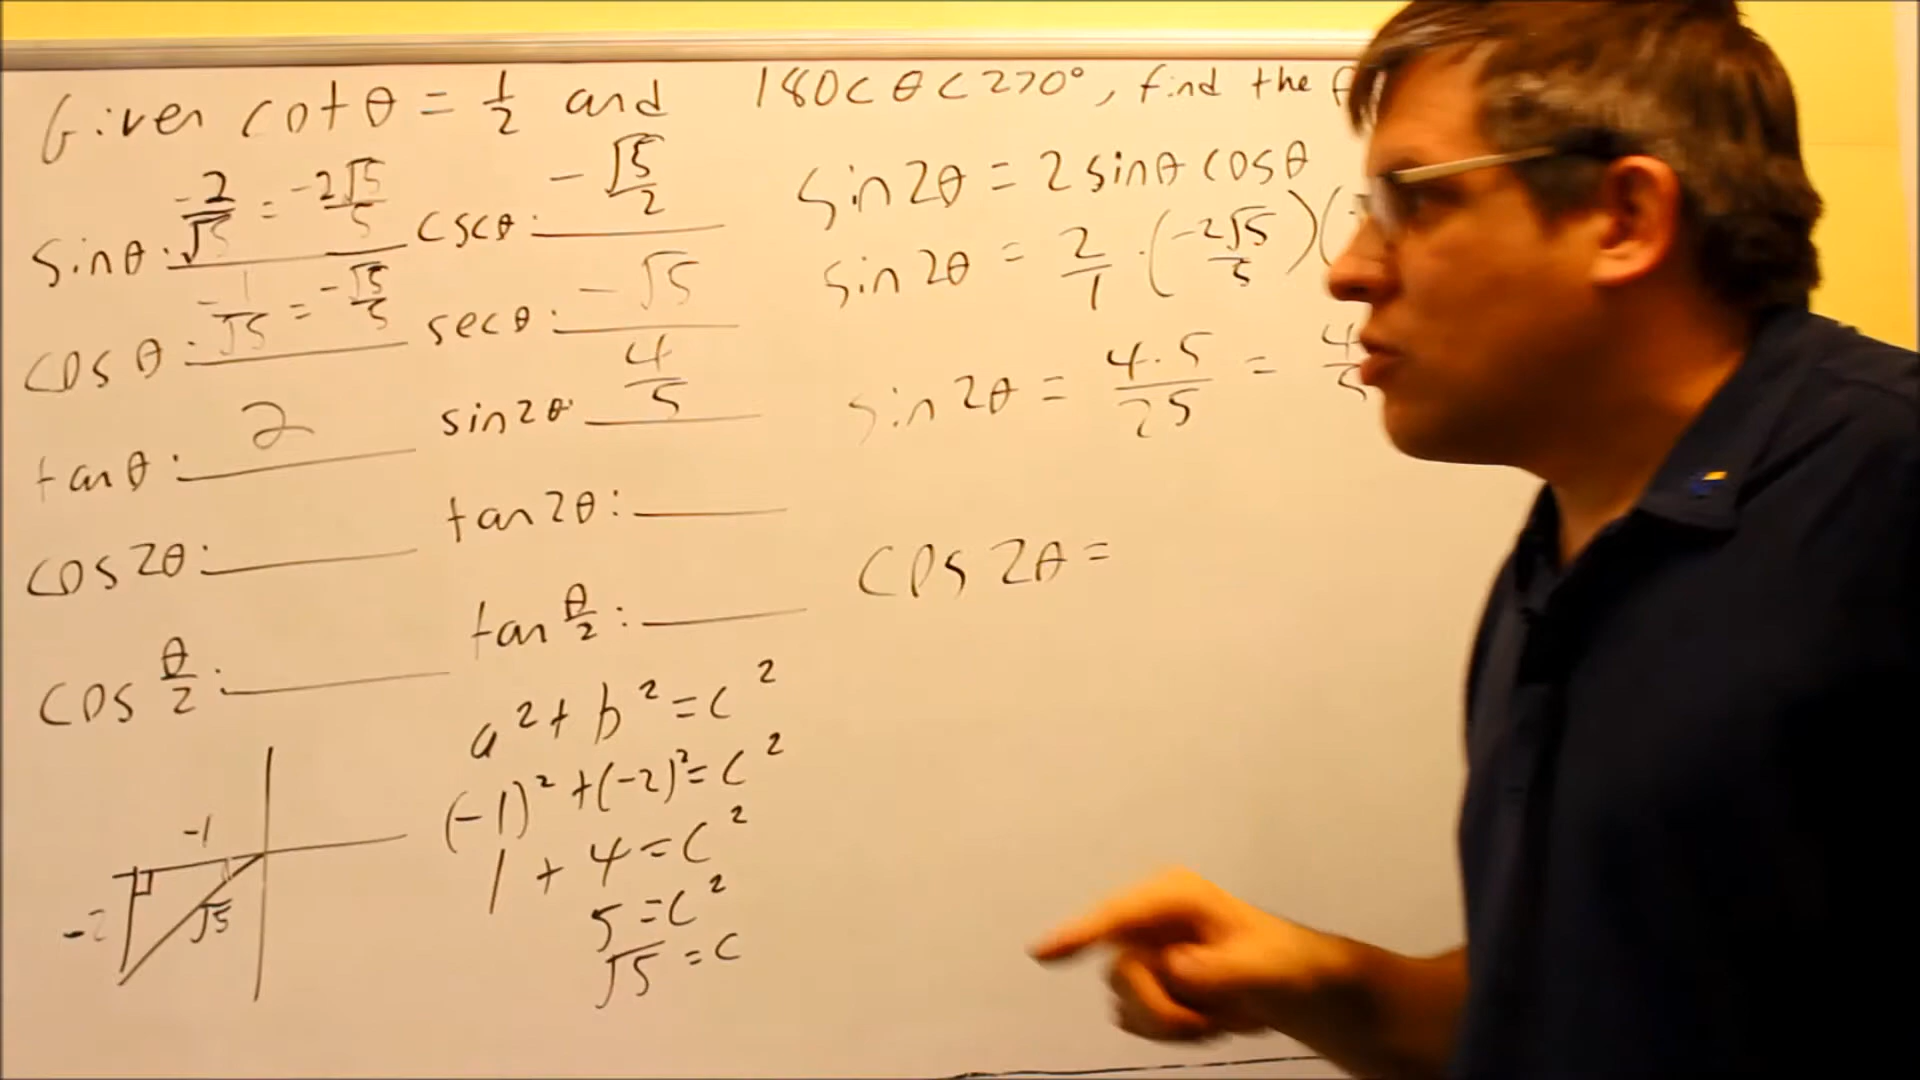 Given cot θ = 1/2 and 180 < θ < 270°, find the
sin θ: -2/√5 = -2√5/5
csc θ: -√5/2
cos θ: -1/√5 = -√5/5
sec θ: -√5
tan θ: 2
sin 2θ: 4/5
cos 2θ:
tan 2θ:
cos θ/2:
tan θ/2:
a² + b² = c²
(-1)² + (-2)² = c²
1 + 4 = c²
5 = c²
√5 = c
-1
-2
√5
sin 2θ = 2 sin θ cos θ
sin 2θ = 2/1 · (-2√5/5)(
sin 2θ = 4·5/25 = 4/5
cos 2θ =